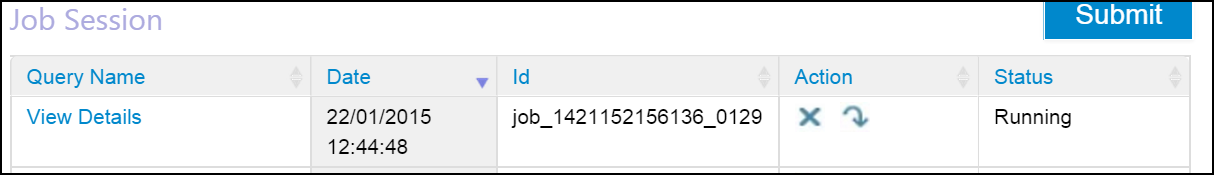 Job Session
Submit
Query Name Date Id Action Status
View Details 22/01/2015 job_1421152156136_0129 Running
12:44:48